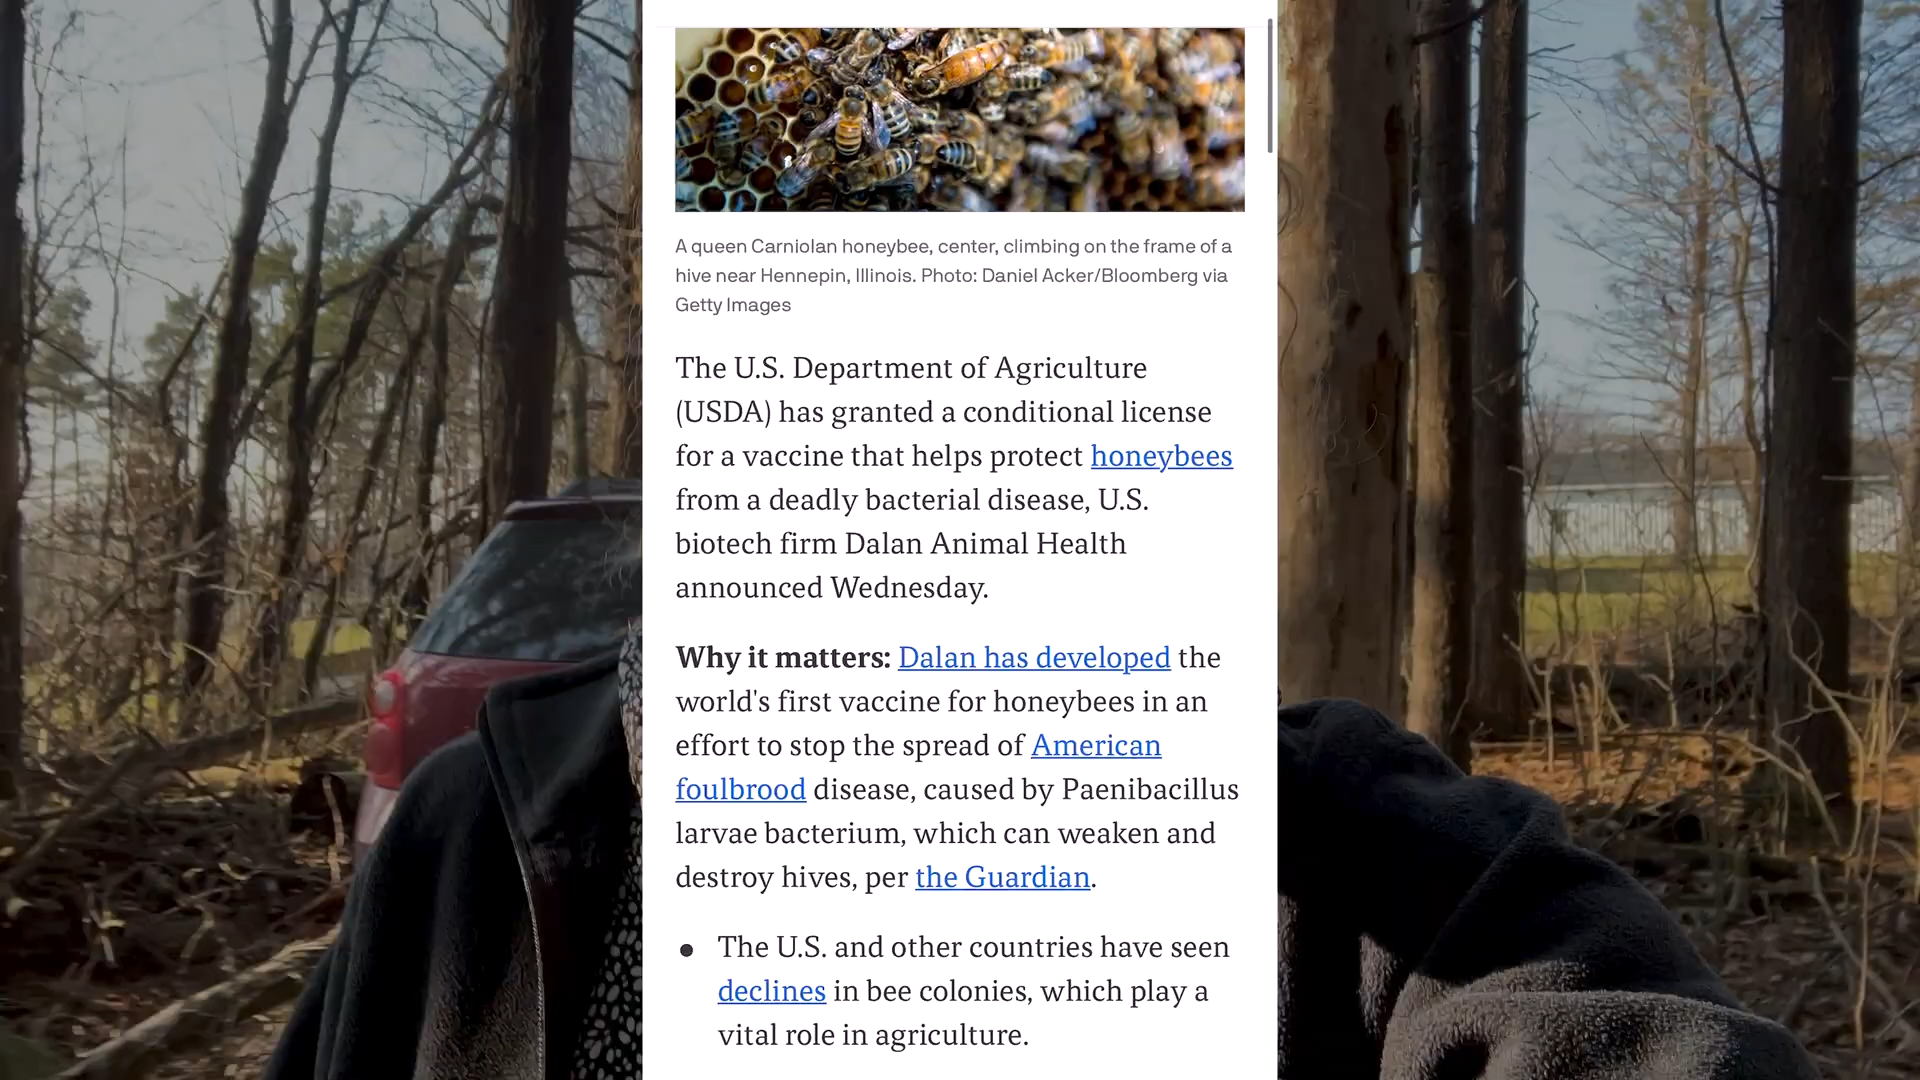 A queen Carniolan honeybee, center, climbing on the frame of a
hive near Hennepin, Illinois. Photo: Daniel Acker/Bloomberg via
Getty Images
The U.S. Department of Agriculture
(USDA) has granted a conditional license
for a vaccine that helps protect honeybees
from a deadly bacterial disease, U.S.
biotech firm Dalan Animal Health
announced Wednesday.
Why it matters: Dalan has developed the
world's first vaccine for honeybees in an
effort to stop the spread of American
foulbrood disease, caused by Paenibacillus
larvae bacterium, which can weaken and
destroy hives, per the Guardian.
● The U.S. and other countries have seen
declines in bee colonies, which play a
vital role in agriculture.